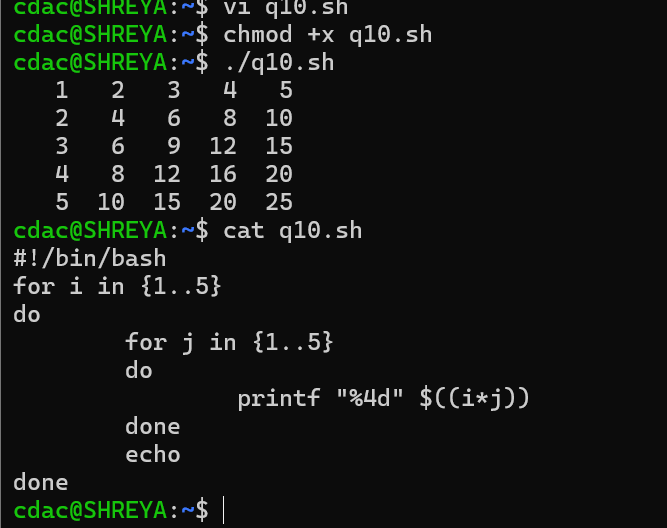 cdac@SHREYA:~$ vi q10.sh
cdac@SHREYA:~$ chmod +x q10.sh
cdac@SHREYA:~$ ./q10.sh
   1   2   3   4   5
   2   4   6   8  10
   3   6   9  12  15
   4   8  12  16  20
   5  10  15  20  25
cdac@SHREYA:~$ cat q10.sh
#!/bin/bash
for i in {1..5}
do
        for j in {1..5}
        do
                printf "%4d" $((i*j))
        done
        echo
done
cdac@SHREYA:~$